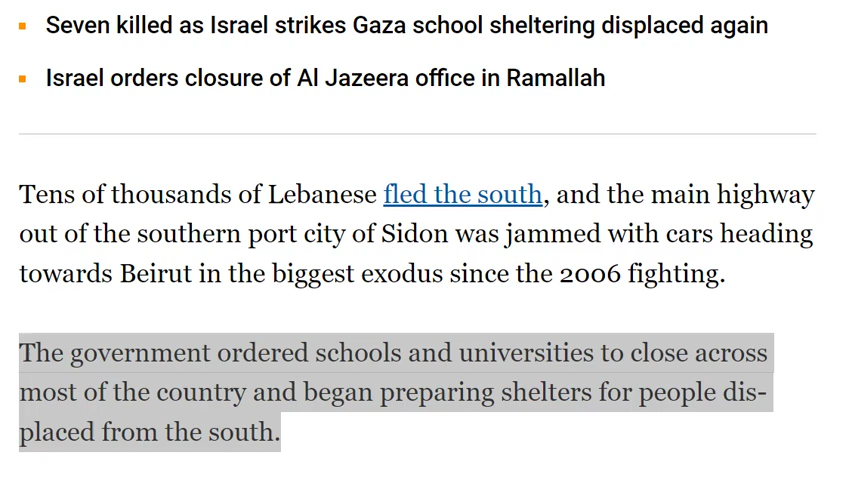 Seven killed as Israel strikes Gaza school sheltering displaced again
Israel orders closure of Al Jazeera office in Ramallah
Tens of thousands of Lebanese fled the south, and the main highway
out of the southern port city of Sidon was jammed with cars heading
towards Beirut in the biggest exodus since the 2006 fighting.
The government ordered schools and universities to close across
most of the country and began preparing shelters for people dis-
placed from the south.